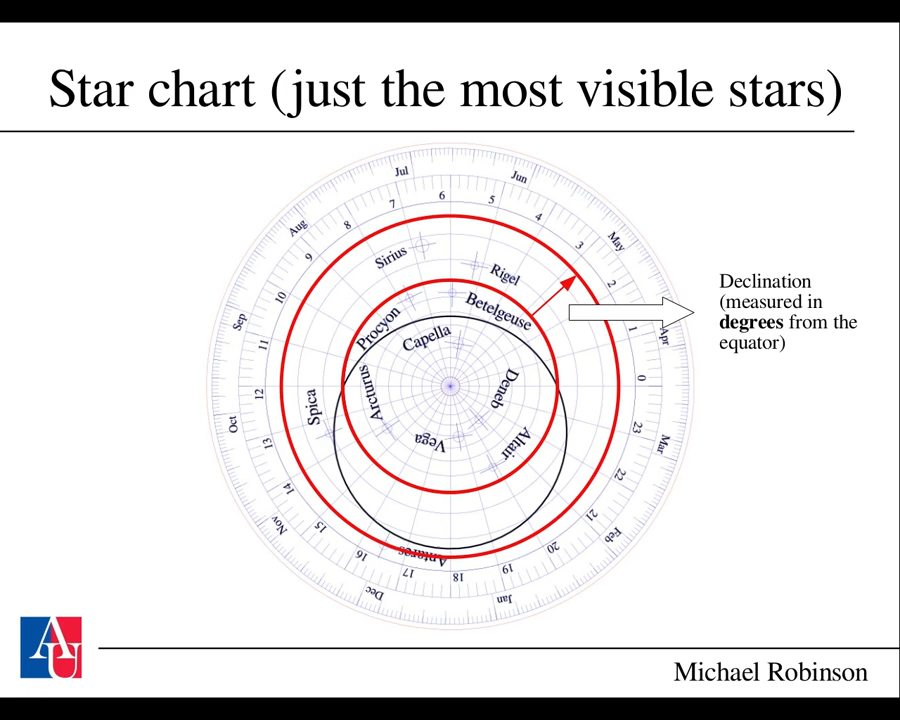 Star chart (just the most visible stars)
Jul
Jun
6
7
5
8
4
Aug
9
3
May
Sirius
Rigel
10
2
Betelgeuse
Procyon
Sep
11
1
Apr
Capella
Declination
(measured in
degrees from the
equator)
12
0
Spica
Arcturus
Deneb
Oct
13
23
Mar
Vega
Altair
14
22
Nov
15
21
Feb
16
20
Antares
17
18
19
Dec
Jan
AU
Michael Robinson